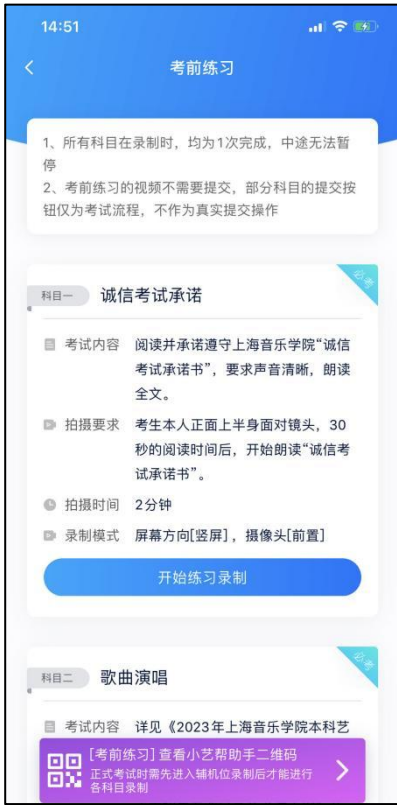 14:51
考前练习
1、所有科目在录制时，均为1次完成，中途无法暂
停
2、考前练习的视频不需要提交，部分科目的提交按
钮仅为考试流程，不作为真实提交操作
必考
科目一 诚信考试承诺
考试内容 阅读并承诺遵守上海音乐学院“诚信
考试承诺书”，要求声音清晰，朗读
全文。
拍摄要求 考生本人正面上半身面对镜头，30
秒的阅读时间后，开始朗读“诚信考
试承诺书”。
拍摄时间 2分钟
录制模式 屏幕方向[竖屏]，摄像头[前置]
开始练习录制
必考
科目二 歌曲演唱
考试内容 详见《2023年上海音乐学院本科艺
[考前练习] 查看小艺帮助手二维码
正式考试时需先进入辅机位录制后才能进行
各科目录制